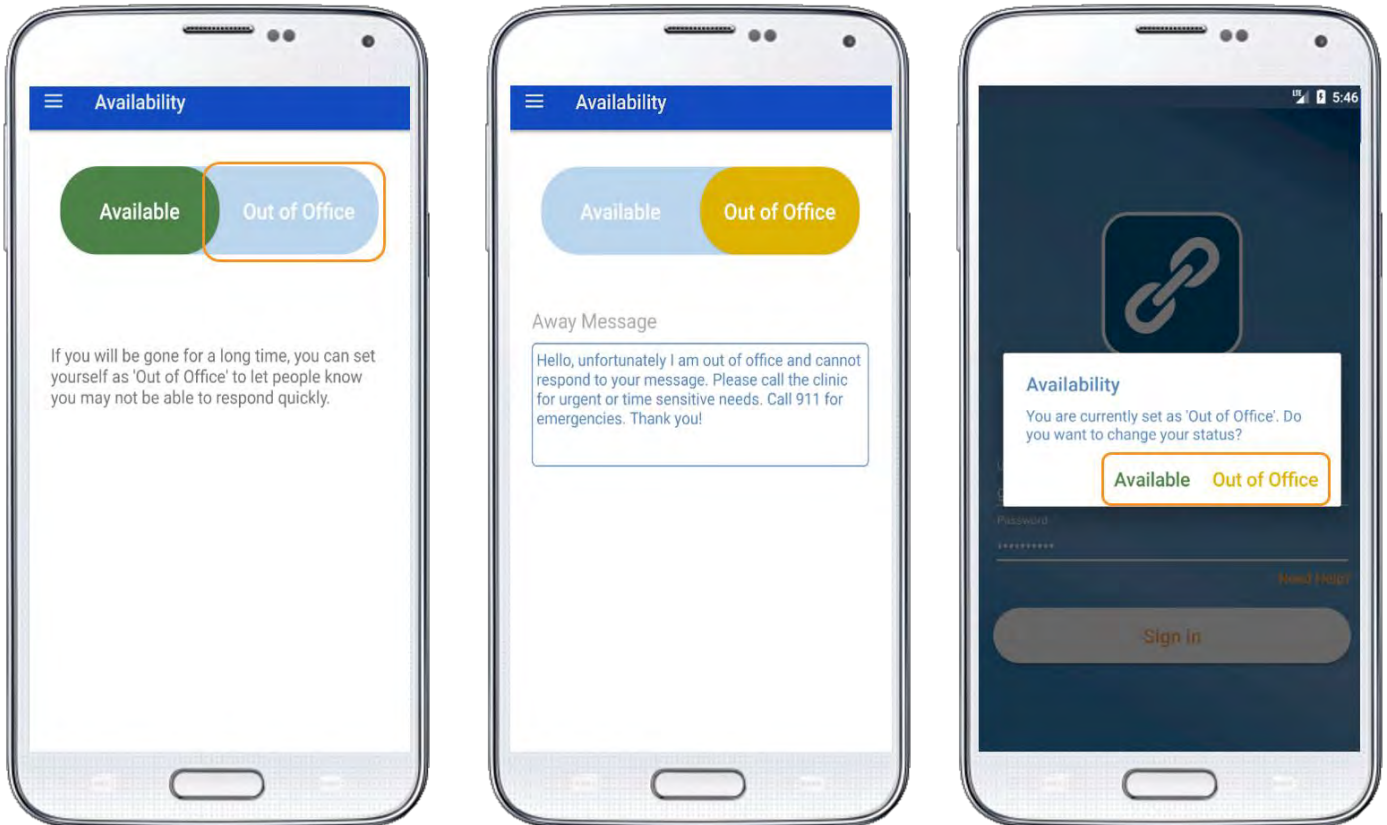 Availability
Available
Out of Office
If you will be gone for a long time, you can set
yourself as 'Out of Office' to let people know
you may not be able to respond quickly.
Availability
Available
Out of Office
Away Message
Hello, unfortunately I am out of office and cannot
respond to your message. Please call the clinic
for urgent or time sensitive needs. Call 911 for
emergencies. Thank you!
LTE 5:46
Availability
You are currently set as 'Out of Office'. Do
you want to change your status?
Available Out of Office
Password
Need Help?
Sign in